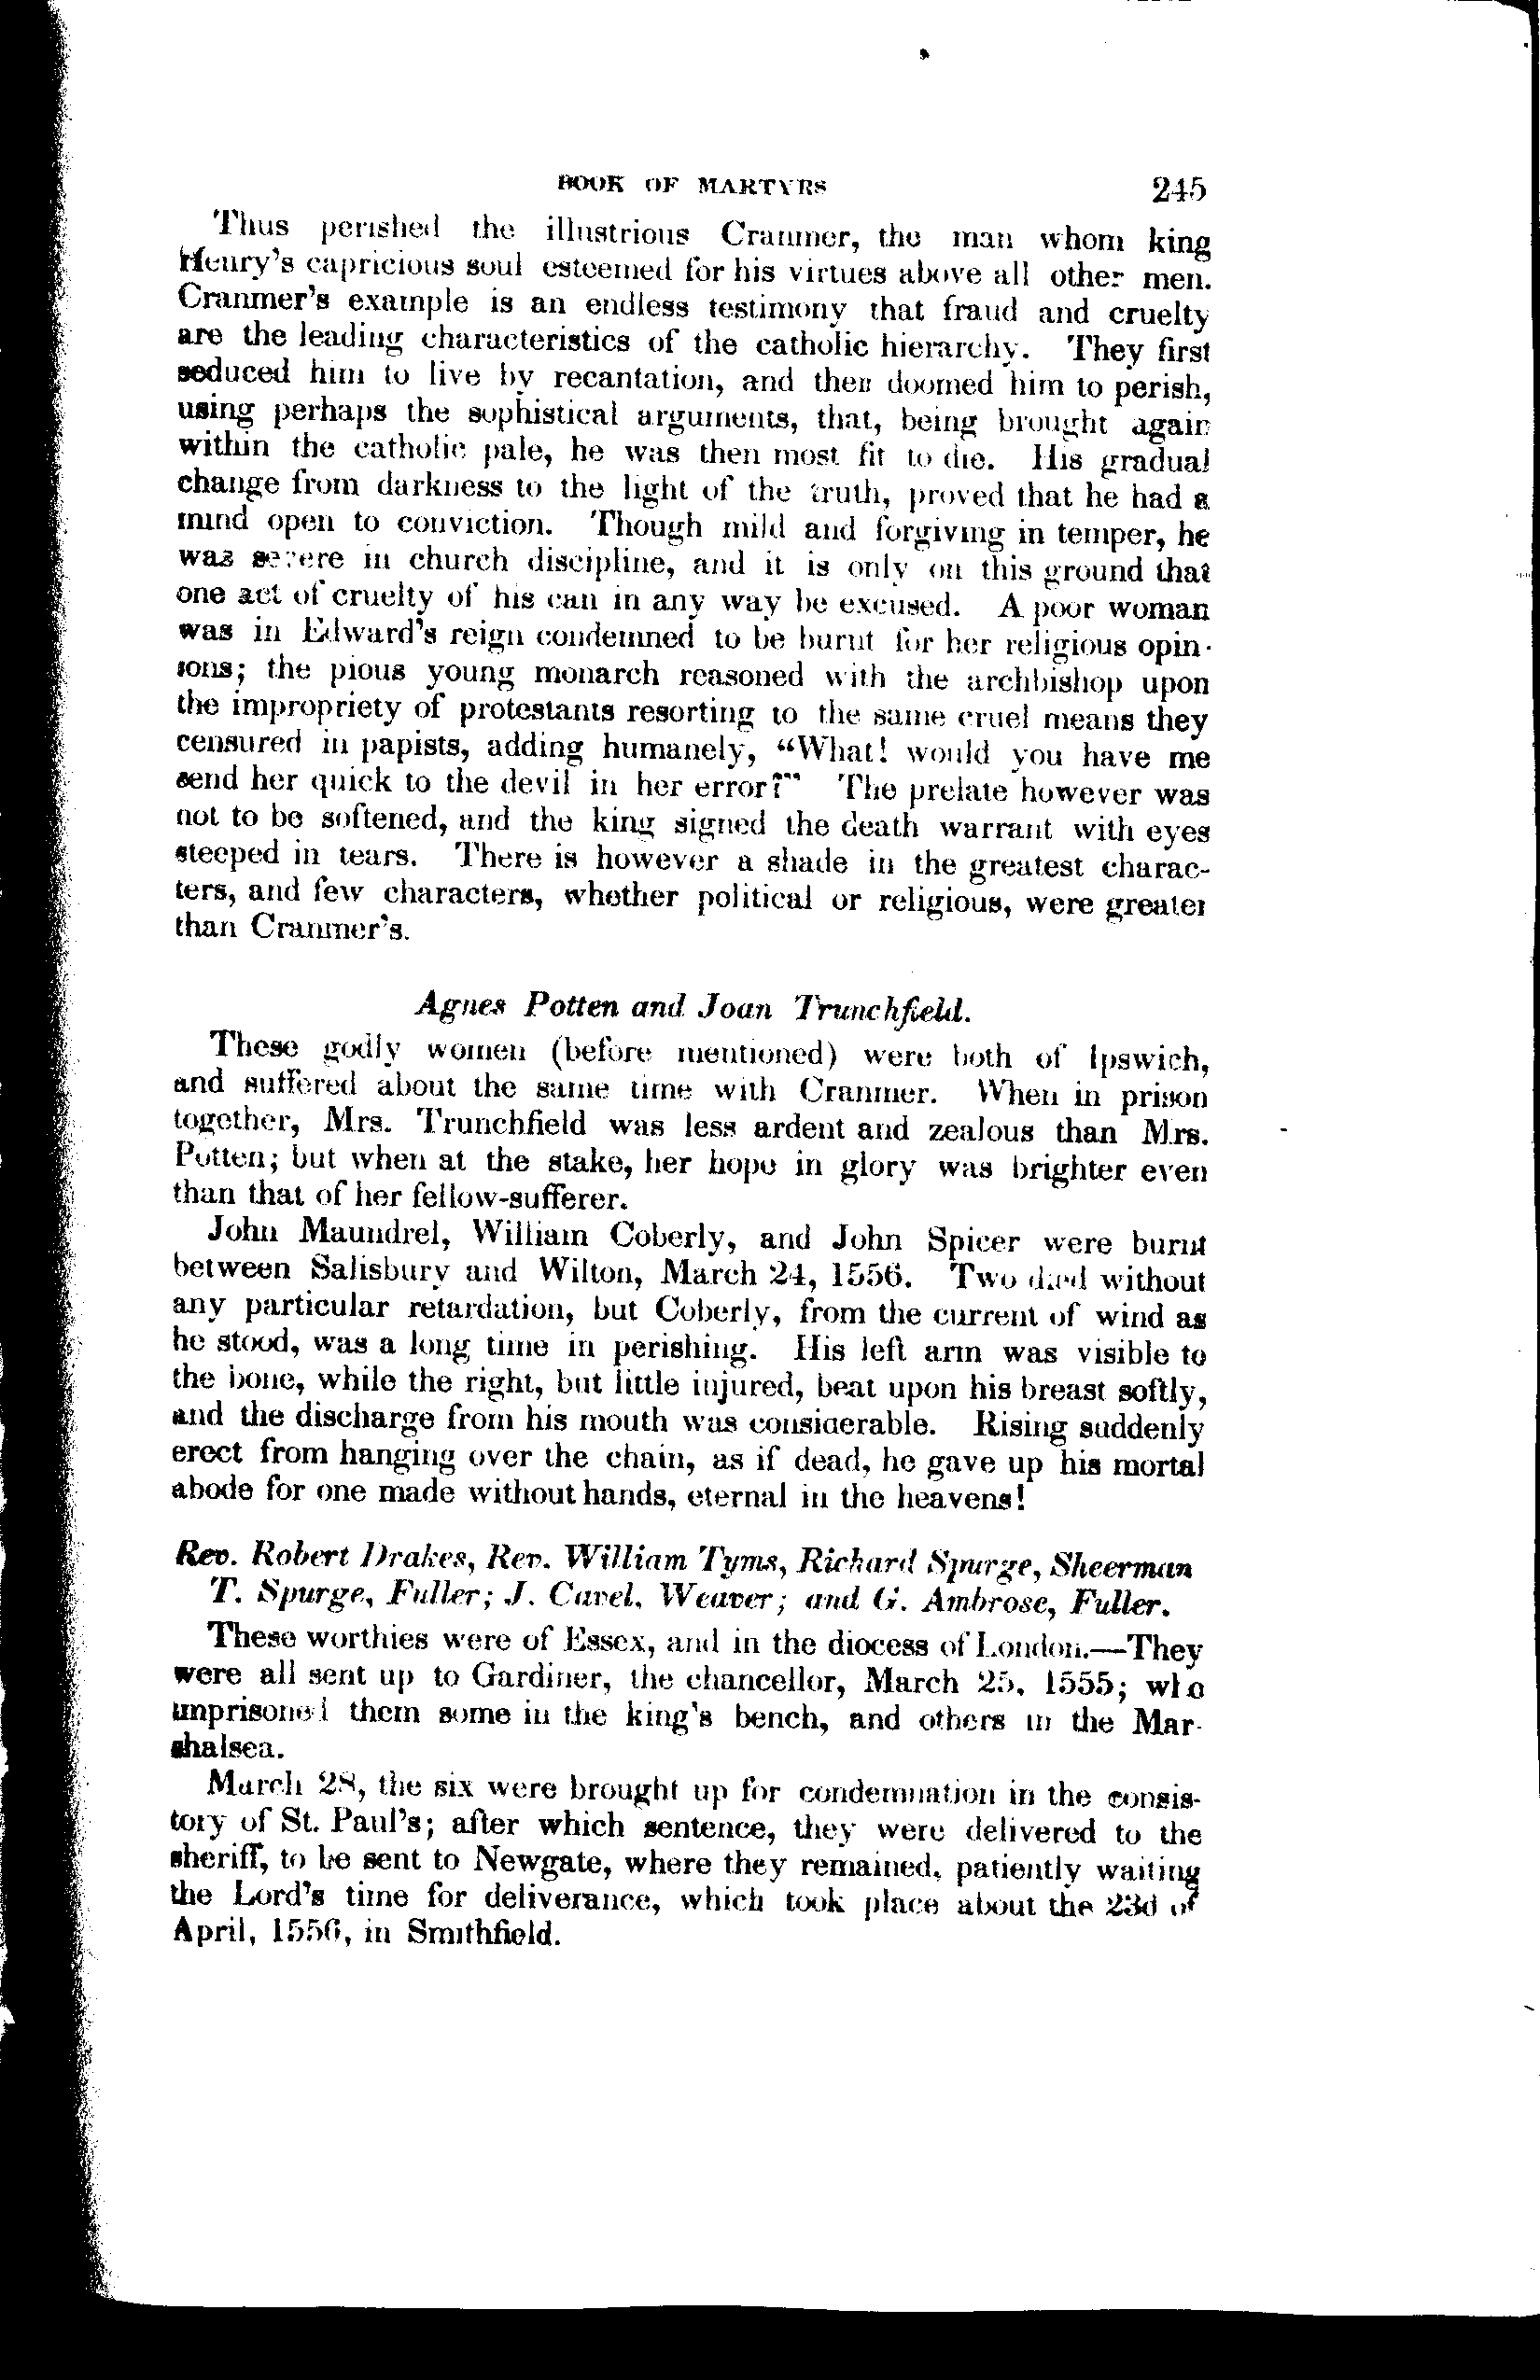 BOOK OF MARTYRS 245
Thus perished the illustrious Cranmer, the man whom king
Henry's capricious soul esteemed for his virtues above all other men.
Cranmer's example is an endless testimony that fraud and cruelty
are the leading characteristics of the catholic hierarchy. They first
seduced him to live by recantation, and then doomed him to perish,
using perhaps the sophistical arguments, that, being brought again
within the catholic pale, he was then most fit to die. His gradual
change from darkness to the light of the truth, proved that he had a
mind open to conviction. Though mild and forgiving in temper, he
was severe in church discipline, and it is only on this ground that
one act of cruelty of his can in any way be excused. A poor woman
was in Edward's reign condemned to be burnt for her religious opin-
ions; the pious young monarch reasoned with the archbishop upon
the impropriety of protestants resorting to the same cruel means they
censured in papists, adding humanely, "What! would you have me
send her quick to the devil in her error?" The prelate however was
not to be softened, and the king signed the death warrant with eyes
steeped in tears. There is however a shade in the greatest charac-
ters, and few characters, whether political or religious, were greater
than Cranmer's.
Agnes Potten and Joan Trunchfield.
These godly women (before mentioned) were both of Ipswich,
and suffered about the same time with Cranmer. When in prison
together, Mrs. Trunchfield was less ardent and zealous than Mrs.
Potten; but when at the stake, her hope in glory was brighter even
than that of her fellow-sufferer.
John Maundrel, William Coberly, and John Spicer were burnt
between Salisbury and Wilton, March 24, 1556. Two died without
any particular retardation, but Coberly, from the current of wind as
he stood, was a long time in perishing. His left arm was visible to
the bone, while the right, but little injured, beat upon his breast softly,
and the discharge from his mouth was considerable. Rising suddenly
erect from hanging over the chain, as if dead, he gave up his mortal
abode for one made without hands, eternal in the heavens!
Rev. Robert Drakes, Rev. William Tyms, Richard Spurge, Sheerman
T. Spurge, Fuller; J. Cavel, Weaver; and G. Ambrose, Fuller.
These worthies were of Essex, and in the diocess of London.—They
were all sent up to Gardiner, the chancellor, March 25, 1555; who
imprisoned them some in the king's bench, and others in the Mar-
shalsea.
March 28, the six were brought up for condemnation in the consis-
tory of St. Paul's; after which sentence, they were delivered to the
sheriff, to be sent to Newgate, where they remained, patiently waiting
the Lord's time for deliverance, which took place about the 23d of
April, 1556, in Smithfield.